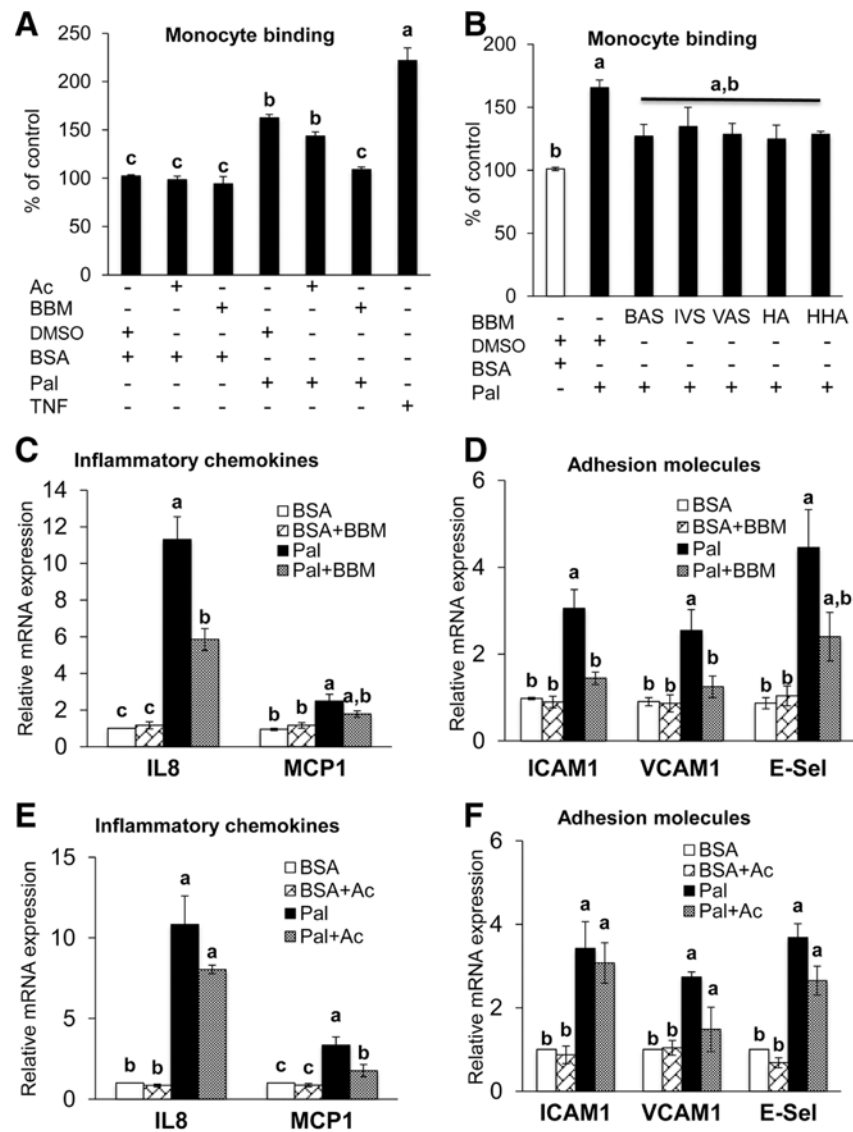 A
Monocyte binding
250
200
150
100
50
0
% of control
c c c b b c a
Ac - + - - + - -
BBM - - + - - + -
DMSO + - - + - - -
BSA + + + - - - -
Pal - - - + + + -
TNF - - - - - - +
B
Monocyte binding
200
150
100
50
0
% of control
b a a,b
BBM - - BAS IVS VAS HA HHA
DMSO + + - - - - -
BSA + - - - - - -
Pal - + + + + + +
C
Inflammatory chemokines
14
12
10
8
6
4
2
0
Relative mRNA expression
BSA
BSA+BBM
Pal
Pal+BBM
c c a b b b a a,b
IL8 MCP1
D
Adhesion molecules
6
4
2
0
Relative mRNA expression
BSA
BSA+BBM
Pal
Pal+BBM
b b a b b b a b b b a a,b
ICAM1 VCAM1 E-Sel
E
Inflammatory chemokines
15
10
5
0
Relative mRNA expression
BSA
BSA+Ac
Pal
Pal+Ac
b b a a c c a b
IL8 MCP1
F
Adhesion molecules
6
4
2
0
Relative mRNA expression
BSA
BSA+Ac
Pal
Pal+Ac
b b a a b b a a b b a a
ICAM1 VCAM1 E-Sel